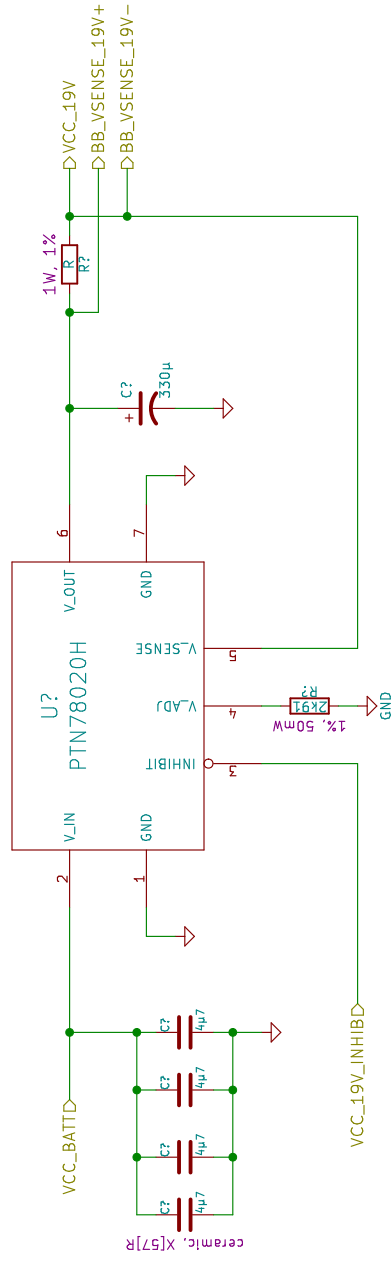 VCC_19V
BB_VSENSE_19V+
BB_VSENSE_19V-
1W, 1%
R
R?
C?
330µ
+
6
7
V_OUT
GND
U?
PTN78020H
V_SENSE
5
V_ADJ
4
R?
2k91
1%, 50mW
GND
INHIBIT
3
V_IN
GND
2
1
C?
4µ7
C?
4µ7
C?
4µ7
C?
4µ7
VCC_BATT
VCC_19V_INHIB
ceramic, X[57]R